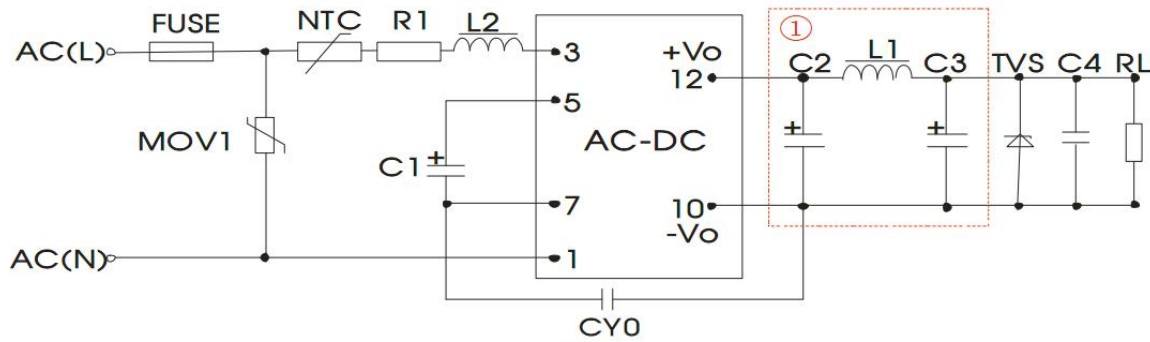 FUSE NTC R1 L2
AC(L)
3
+Vo
12
①
C2 L1 C3 TVS C4 RL
5
MOV1
C1
+
AC-DC
+
+
7
10
-Vo
AC(N)
1
CY0